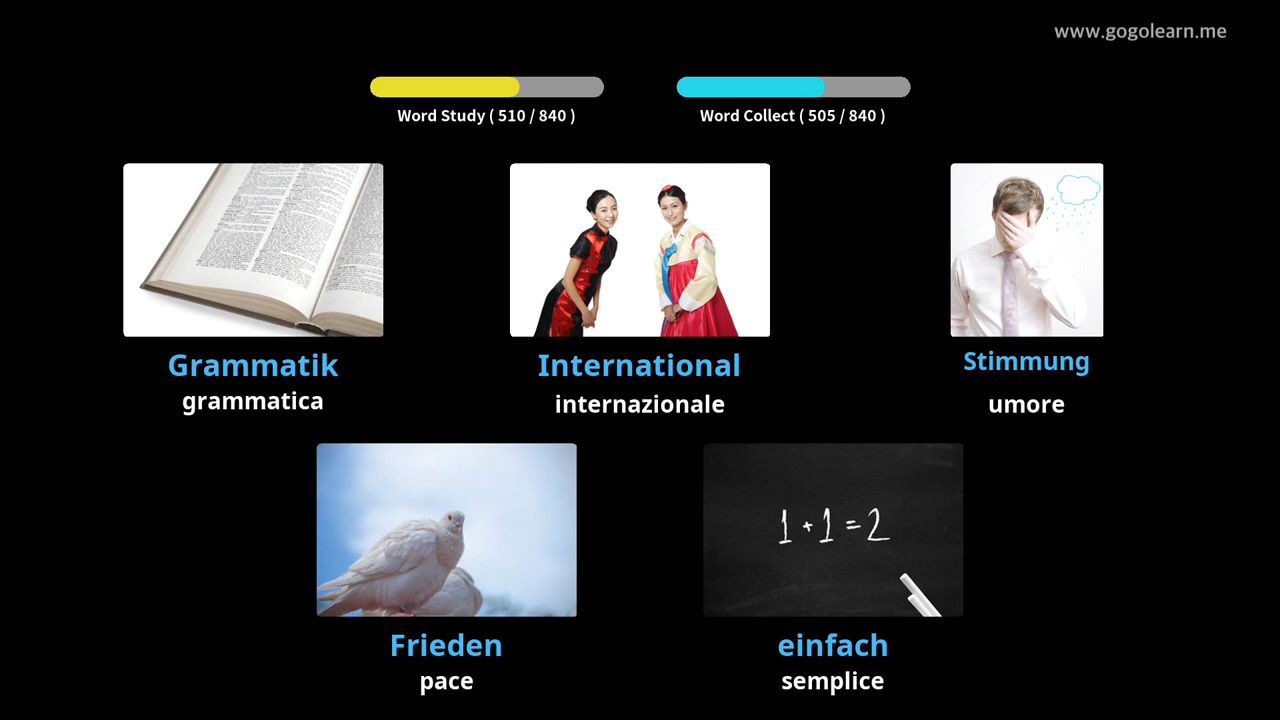 www.gogolearn.me
Word Study ( 510 / 840 )
Word Collect ( 505 / 840 )
Grammatik
grammatica
International
internazionale
Stimmung
umore
1 + 1 = 2
Frieden
pace
einfach
semplice